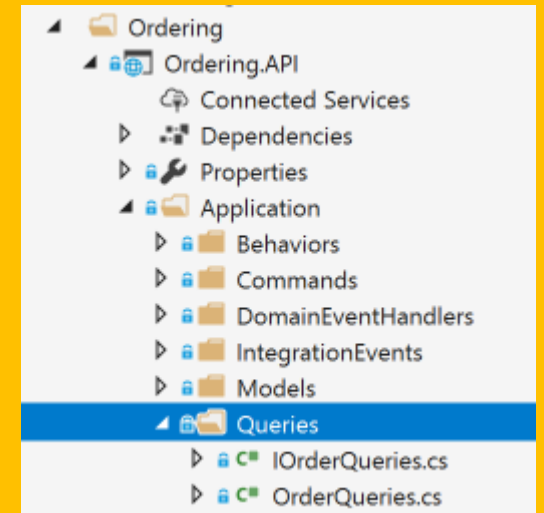 Ordering
Ordering.API
Connected Services
Dependencies
Properties
Application
Behaviors
Commands
DomainEventHandlers
IntegrationEvents
Models
Queries
C# IOrderQueries.cs
C# OrderQueries.cs